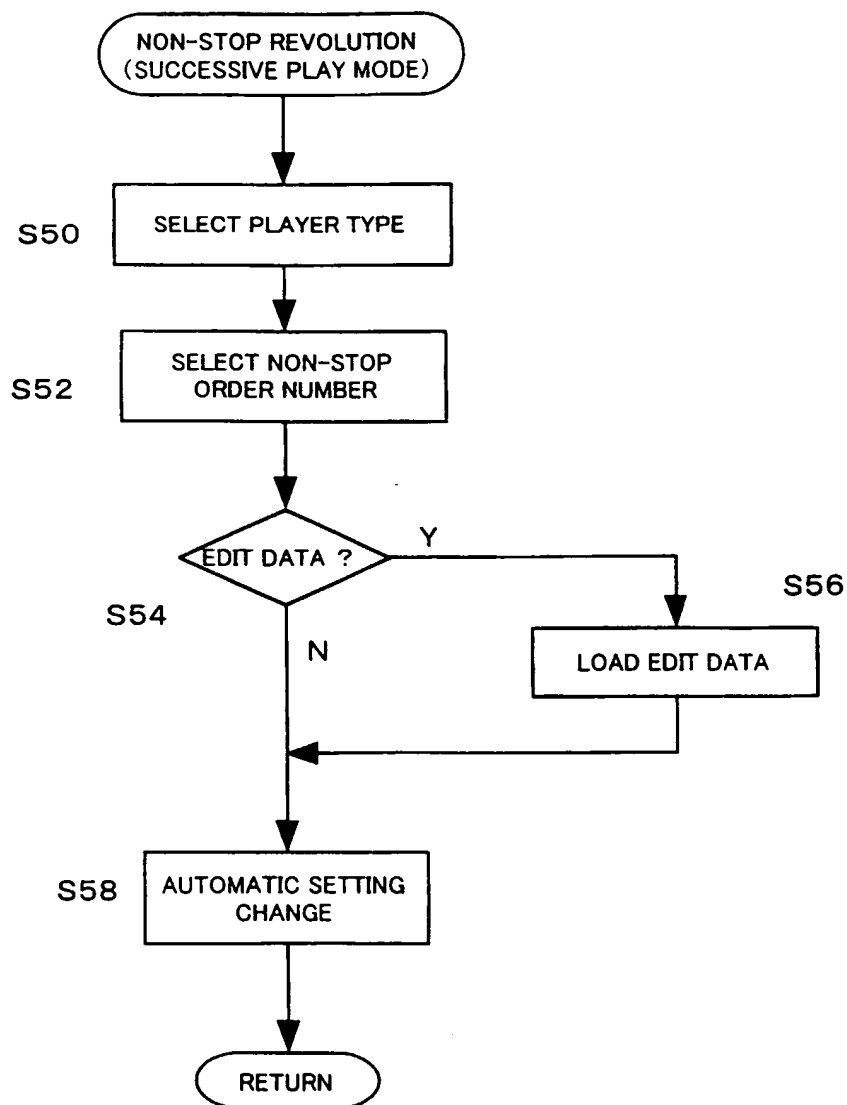 NON-STOP REVOLUTION
(SUCCESSIVE PLAY MODE)
S50
SELECT PLAYER TYPE
S52
SELECT NON-STOP
ORDER NUMBER
EDIT DATA ?
Y
S54
N
S56
LOAD EDIT DATA
S58
AUTOMATIC SETTING
CHANGE
RETURN